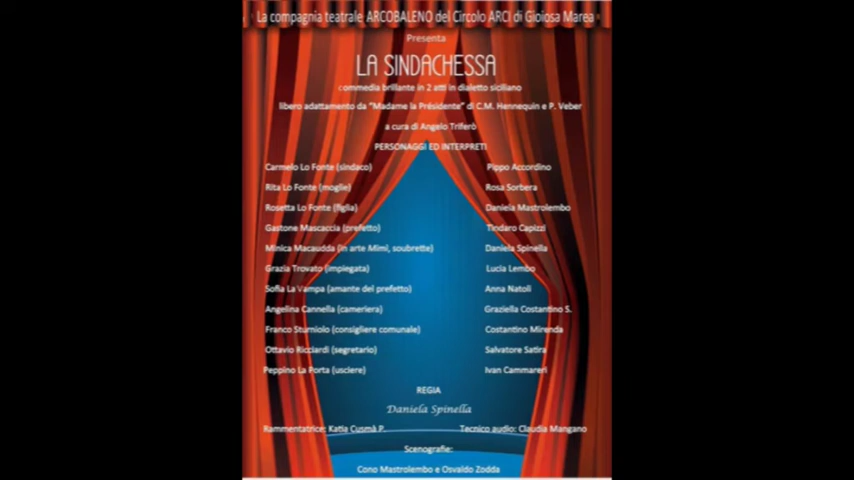 La compagnia teatrale ARCOBALENO del Circolo ARCI di Gioiosa Marea
Presenta
LA SINDACHESSA
commedia brillante in 2 atti in dialetto siciliano
libero adattamento da "Madame la Présidente" di C.M. Hennequin e P. Veber
a cura di Angelo Triferò
PERSONAGGI ED INTERPRETI
Carmelo Lo Fonte (sindaco) Pippo Accordino
Rita Lo Fonte (moglie) Rosa Sorbera
Rosetta Lo Fonte (figlia) Daniela Mastrolembo
Gastone Mascaccia (prefetto) Tindaro Capizzi
Minica Macaudda (in arte Mimì, soubrette) Daniela Spinella
Grazia Trovato (impiegata) Lucia Lembo
Sofia La Vampa (amante del prefetto) Anna Natoli
Angelina Cannella (cameriera) Graziella Costantino S.
Franco Sturniolo (consigliere comunale) Costantino Mirenda
Ottavio Ricciardi (segretario) Salvatore Satira
Peppino La Porta (usciere) Ivan Cammareri
REGIA
Daniela Spinella
Rammentatrice: Katia Cusmà P. Tecnico audio: Claudia Mangano
Scenografie:
Cono Mastrolembo e Osvaldo Zodda